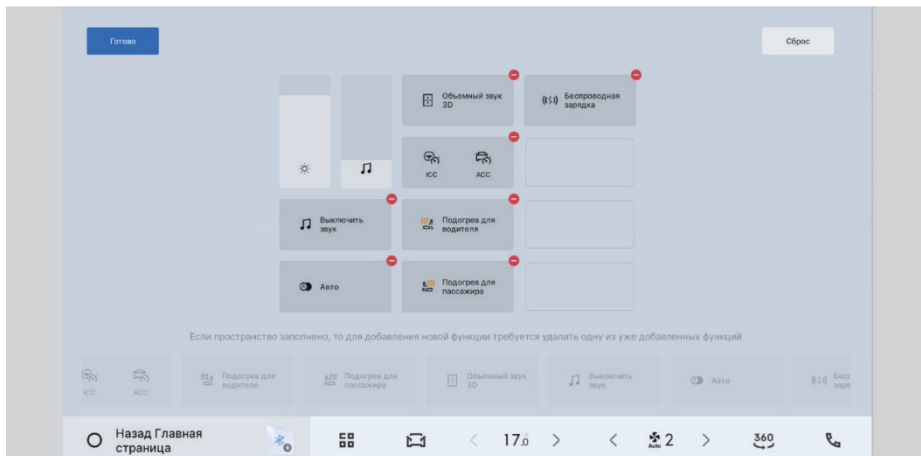 Готово
Сброс
Объемный звук
3D
Беспроводная
зарядка
ICC
ACC
Выключить
звук
Подогрев для
водителя
Авто
Подогрев для
пассажира
Если пространство заполнено, то для добавления новой функции требуется удалить одну из уже добавленных функций
ICC
ACC
Подогрев для
водителя
Подогрев для
пассажира
Объемный звук
3D
Выключить
звук
Авто
Бесп
заря
Назад Главная
страница
17.0
Auto
2
360